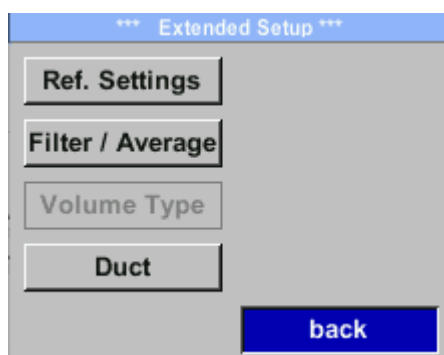 *** Extended Setup ***
Ref. Settings
Filter / Average
Volume Type
Duct
back